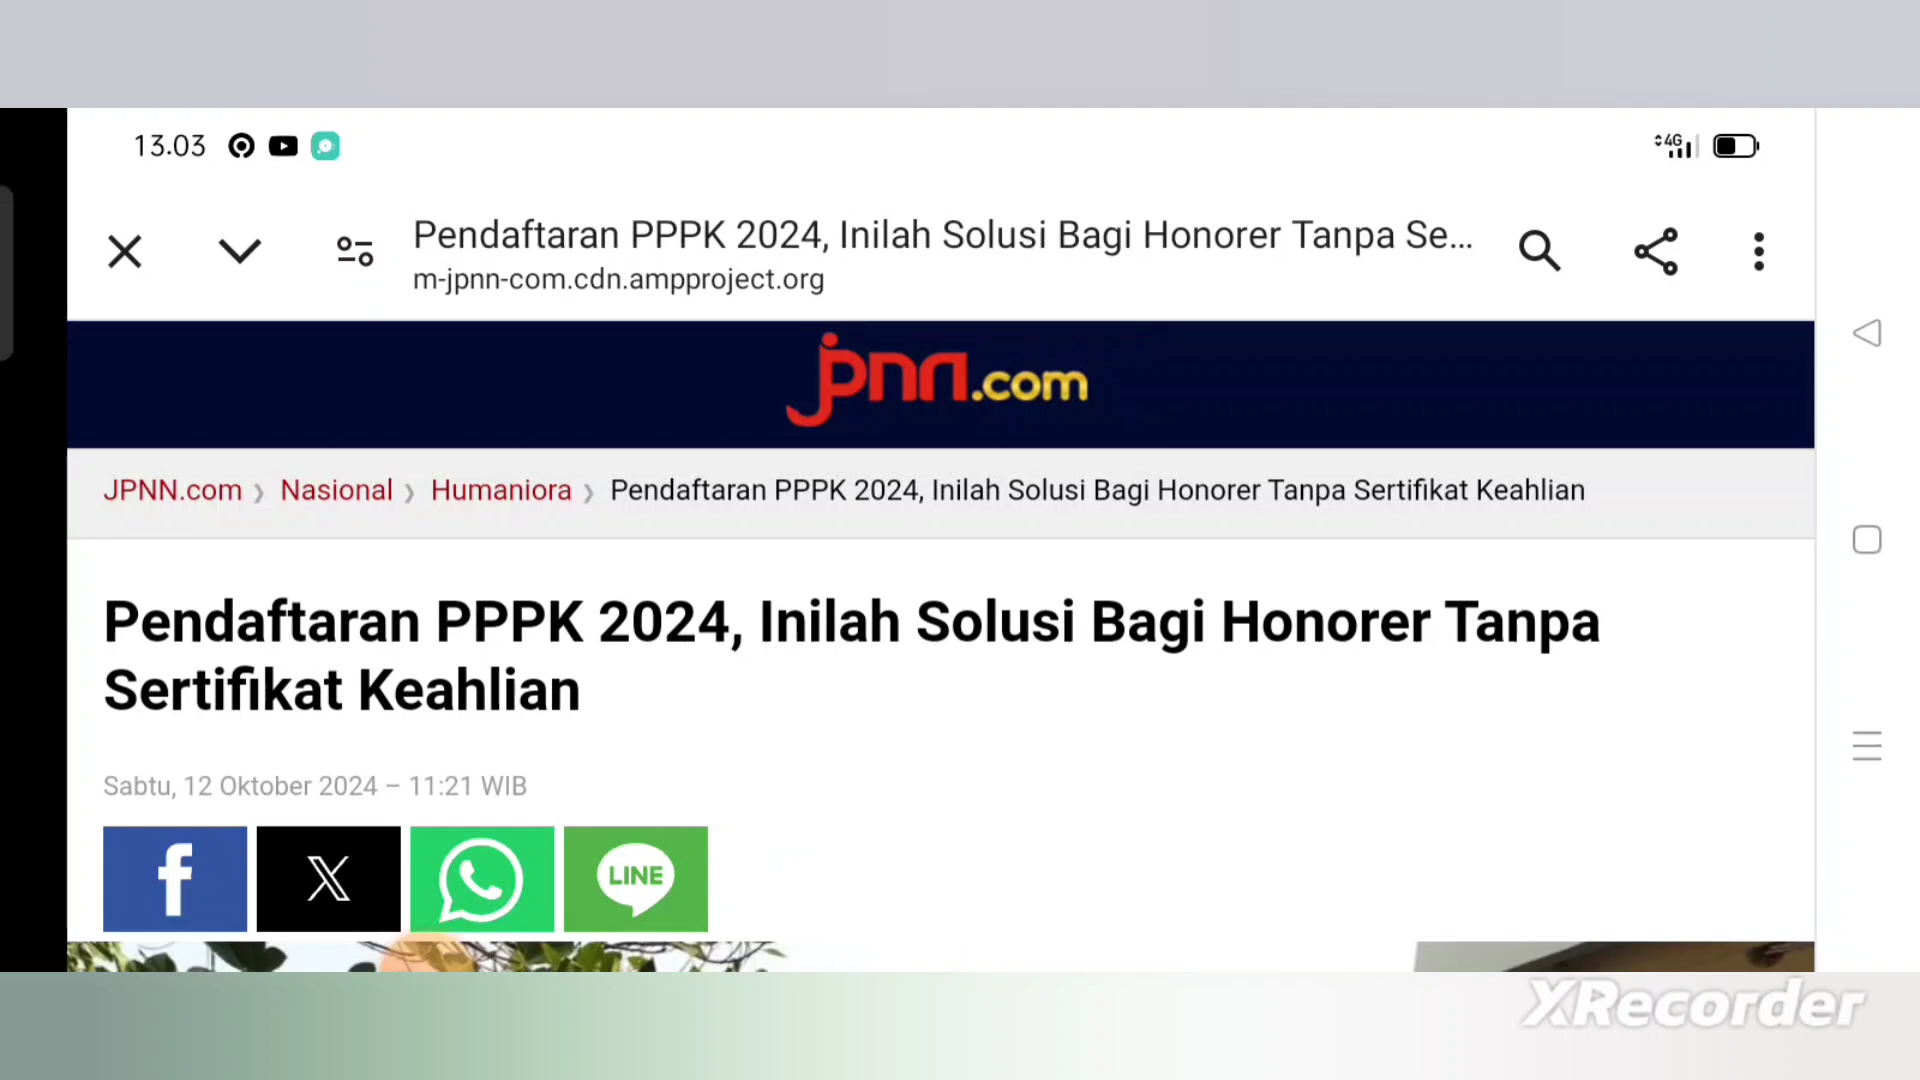 13.03
4G
Pendaftaran PPPK 2024, Inilah Solusi Bagi Honorer Tanpa Se...
m-jpnn-com.cdn.ampproject.org
jpnn.com
JPNN.com › Nasional › Humaniora › Pendaftaran PPPK 2024, Inilah Solusi Bagi Honorer Tanpa Sertifikat Keahlian
Pendaftaran PPPK 2024, Inilah Solusi Bagi Honorer Tanpa
Sertifikat Keahlian
Sabtu, 12 Oktober 2024 – 11:21 WIB
LINE
XRecorder